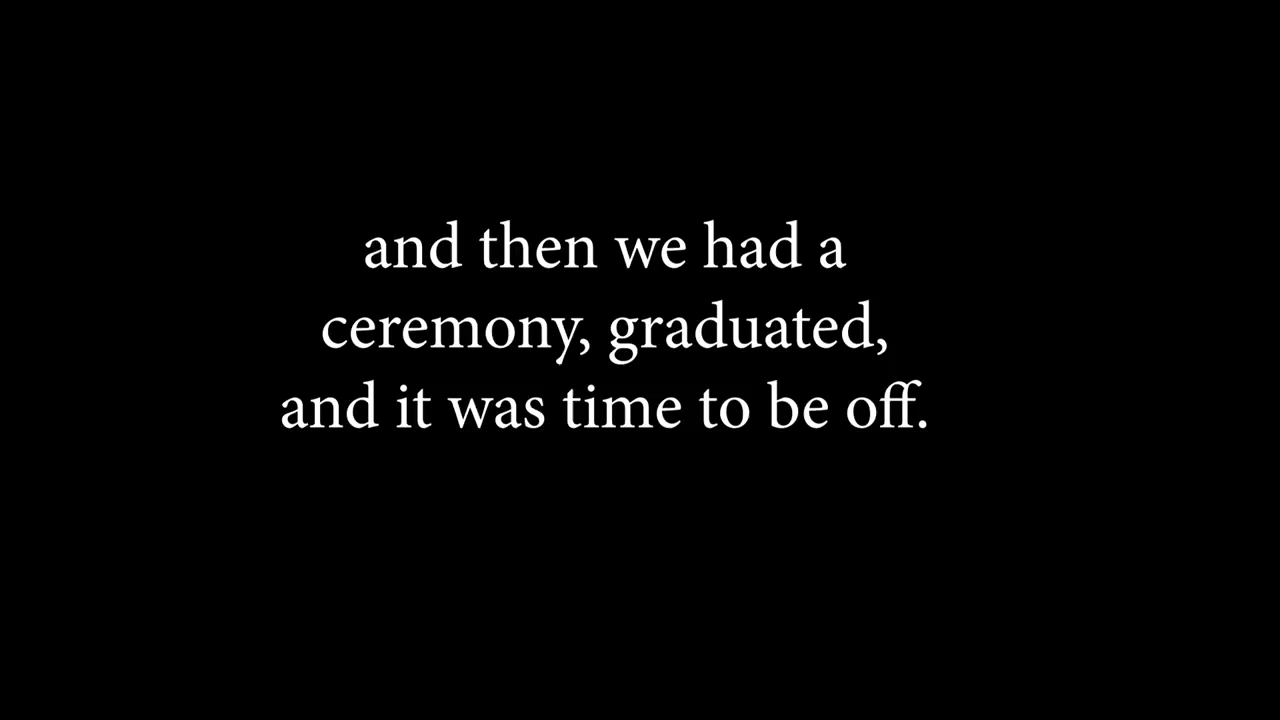 and then we had a
ceremony, graduated,
and it was time to be off.